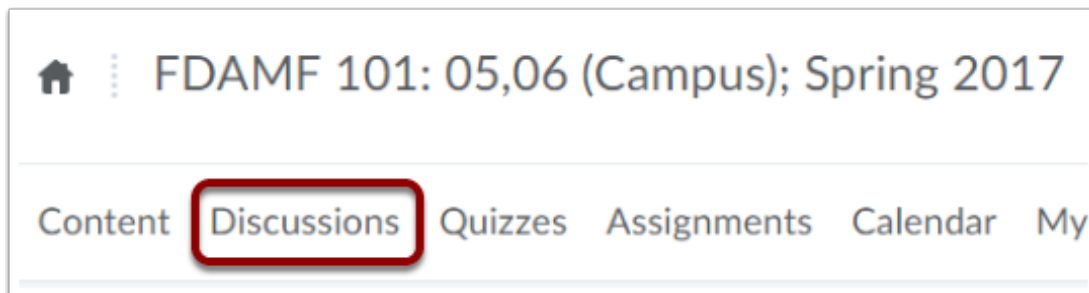 FDAMF 101: 05,06 (Campus); Spring 2017
Content Discussions Quizzes Assignments Calendar My